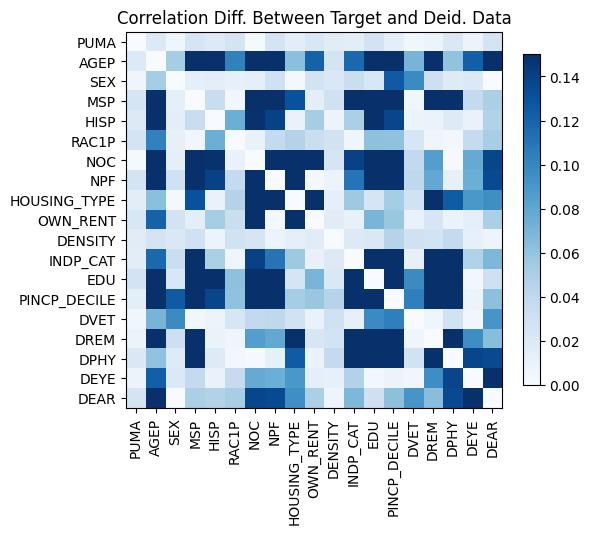 Correlation Diff. Between Target and Deid. Data
PUMA
AGEP
SEX
MSP
HISP
RAC1P
NOC
NPF
HOUSING_TYPE
OWN_RENT
DENSITY
INDP_CAT
EDU
PINCP_DECILE
DVET
DREM
DPHY
DEYE
DEAR
PUMA
AGEP
SEX
MSP
HISP
RAC1P
NOC
NPF
HOUSING_TYPE
OWN_RENT
DENSITY
INDP_CAT
EDU
PINCP_DECILE
DVET
DREM
DPHY
DEYE
DEAR
0.14
0.12
0.10
0.08
0.06
0.04
0.02
0.00